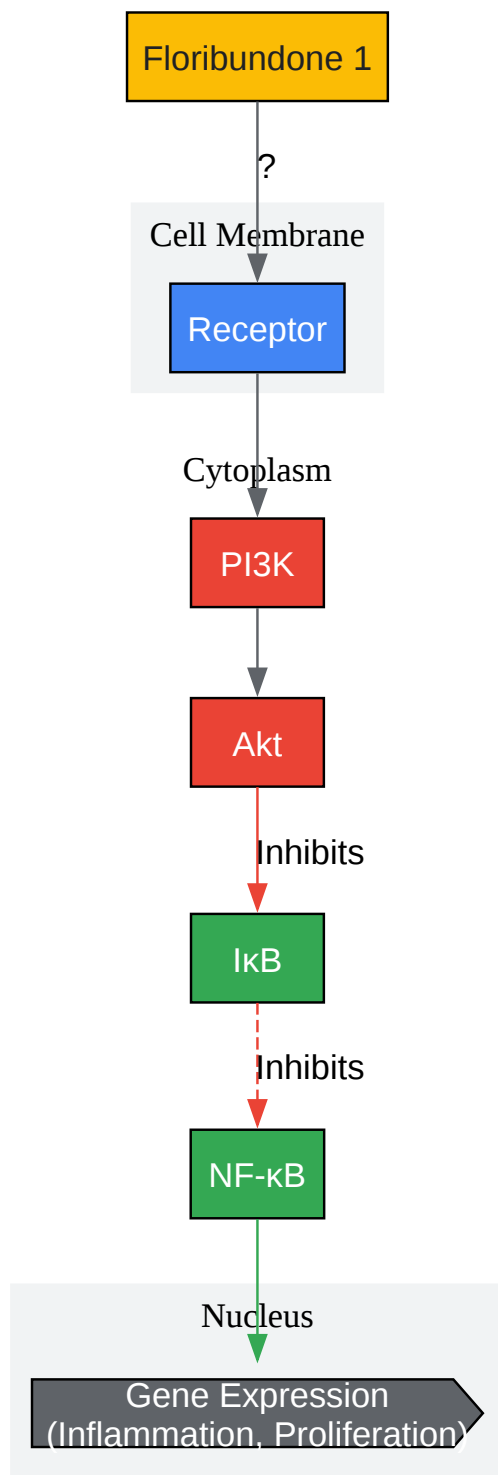 Floribundone 1
?
Cell Membrane
Receptor
Cytoplasm
PI3K
Akt
Inhibits
IκB
Inhibits
NF-κB
Nucleus
Gene Expression
(Inflammation, Proliferation)